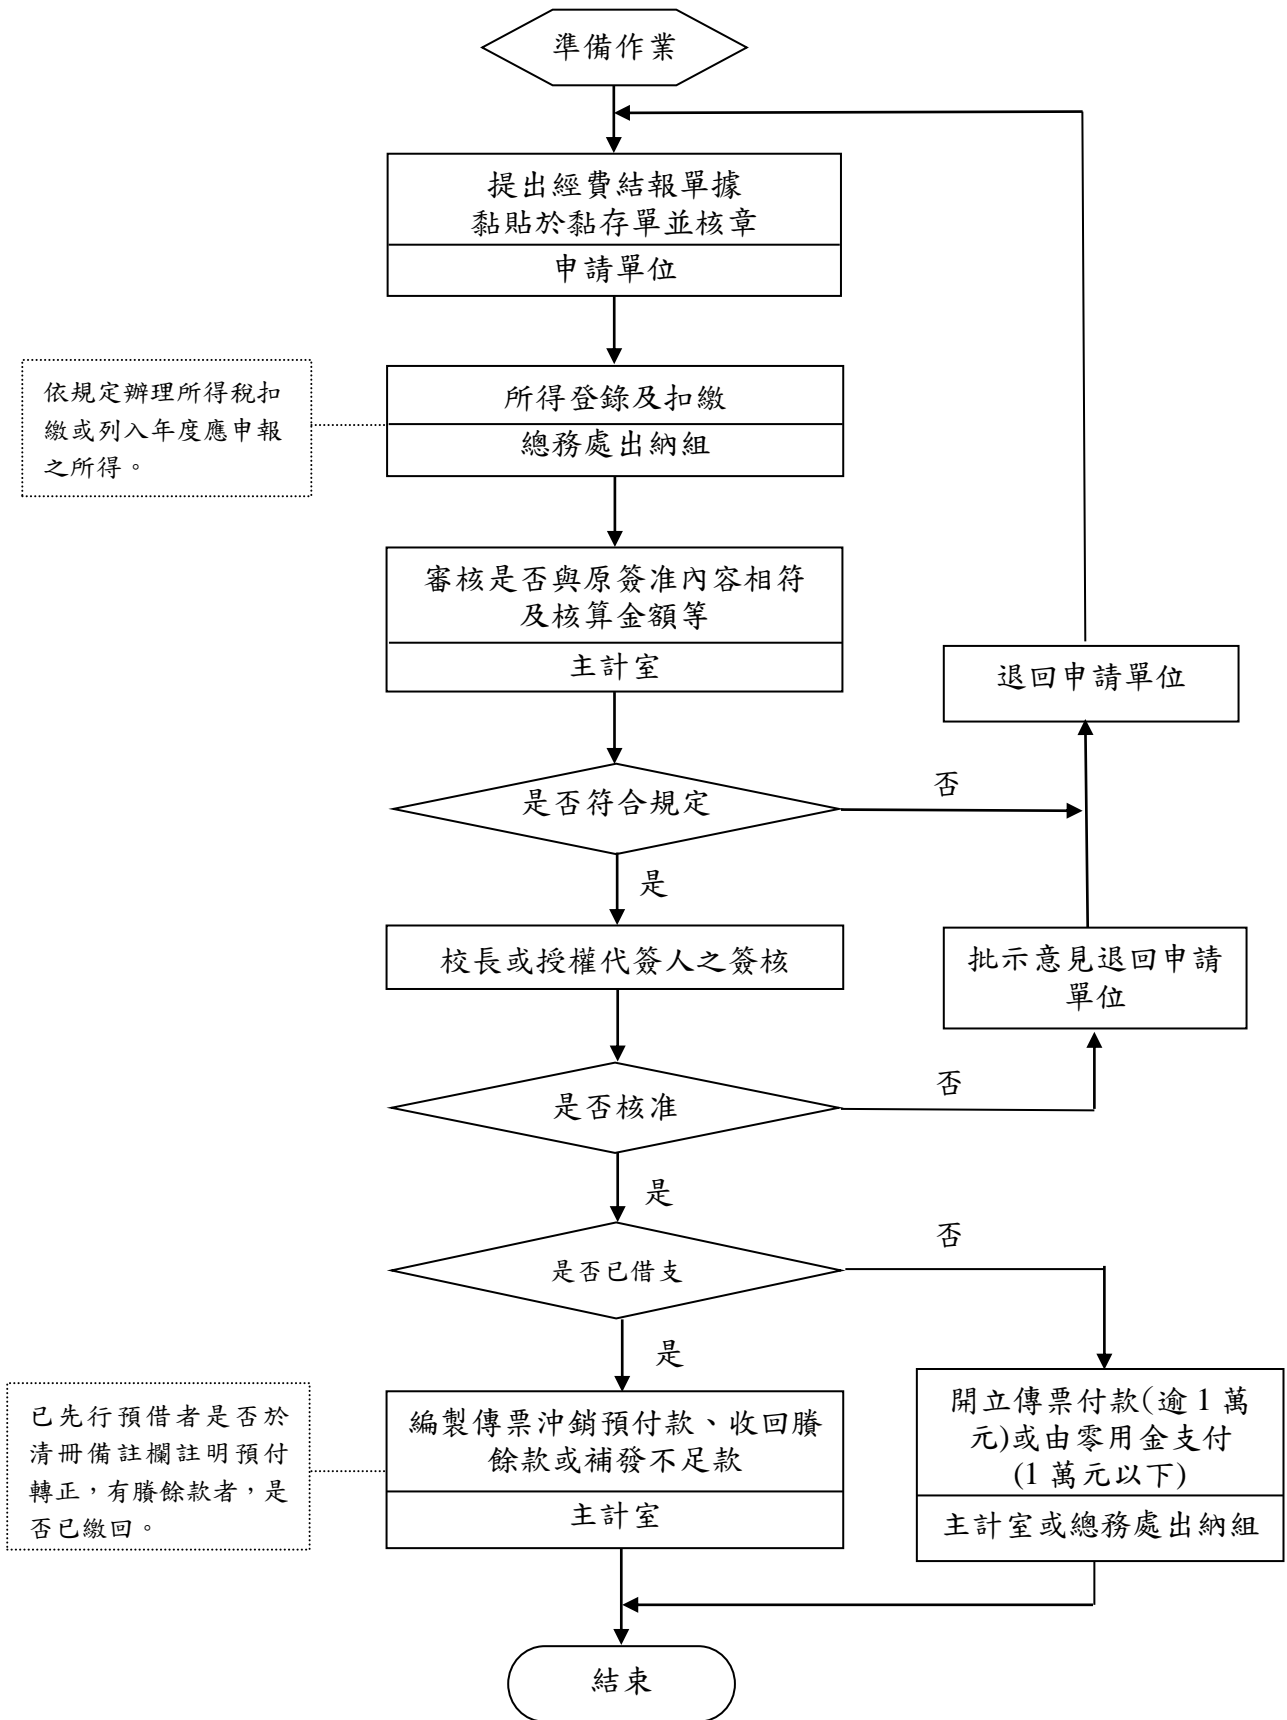 準備作業
提出經費結報單據
黏貼於黏存單並核章
申請單位
依規定辦理所得稅扣
繳或列入年度應申報
之所得。
所得登錄及扣繳
總務處出納組
審核是否與原簽准內容相符
及核算金額等
主計室
退回申請單位
是否符合規定
否
是
校長或授權代簽人之簽核
批示意見退回申請
單位
是否核准
否
是
是否已借支
否
是
已先行預借者是否於
清冊備註欄註明預付
轉正，有賸餘款者，是
否已繳回。
編製傳票沖銷預付款、收回賸
餘款或補發不足款
主計室
開立傳票付款(逾 1 萬
元)或由零用金支付
(1 萬元以下)
主計室或總務處出納組
結束